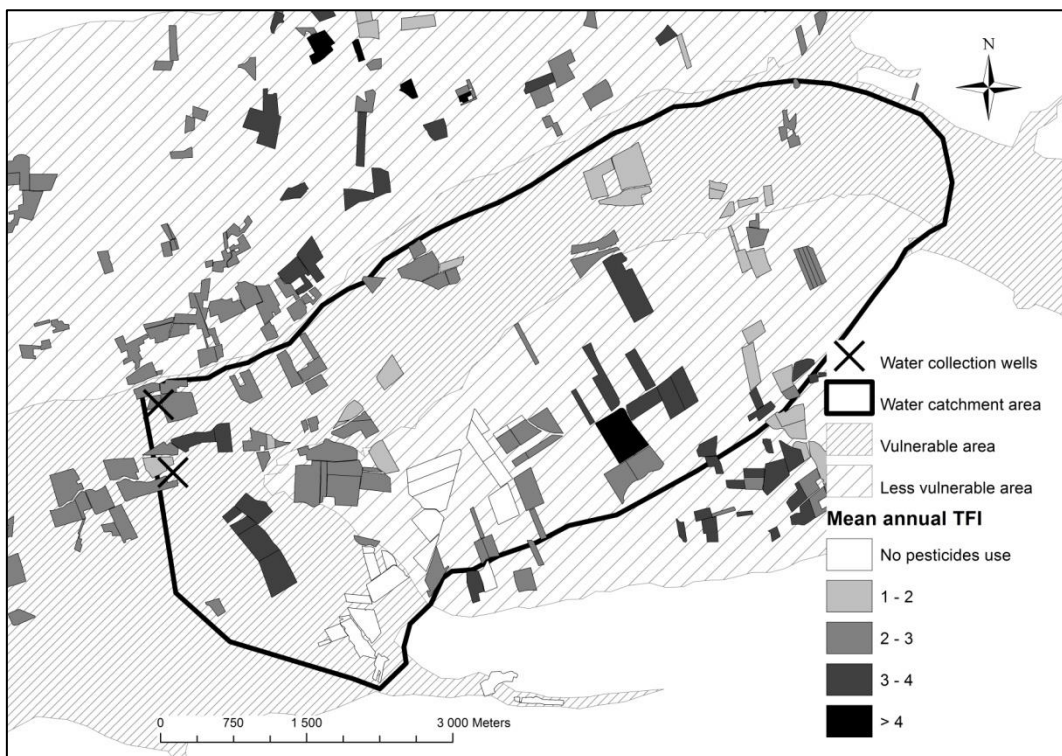 N
Water collection wells
Water catchment area
Vulnerable area
Less vulnerable area
Mean annual TFI
No pesticides use
1 - 2
2 - 3
3 - 4
> 4
0 750 1 500 3 000 Meters